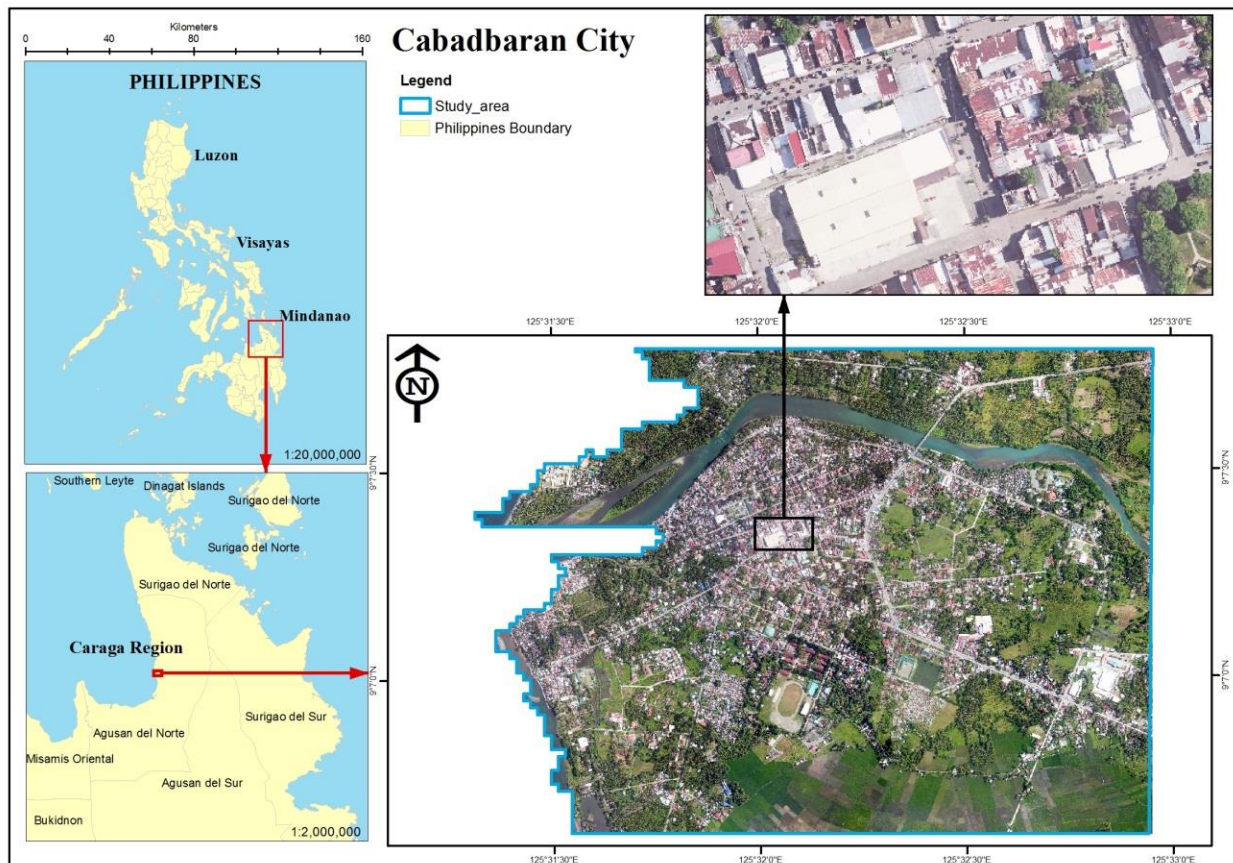 Kilometers
0 40 80 120 160
Cabadbaran City
Legend
Study_area
Philippines Boundary
PHILIPPINES
Luzon
Visayas
Mindanao
1:20,000,000
Southern Leyte
Dinagat Islands
Surigao del Norte
Surigao del Norte
Surigao del Norte
Caraga Region
Surigao del Sur
Agusan del Norte
Misamis Oriental
Agusan del Sur
Bukidnon
1:2,000,000
N
125°31'30"E 125°32'0"E 125°32'30"E 125°33'0"E
9°7'30"N 9°7'30"N
9°7'0"N 9°7'0"N
125°31'30"E 125°32'0"E 125°32'30"E 125°33'0"E